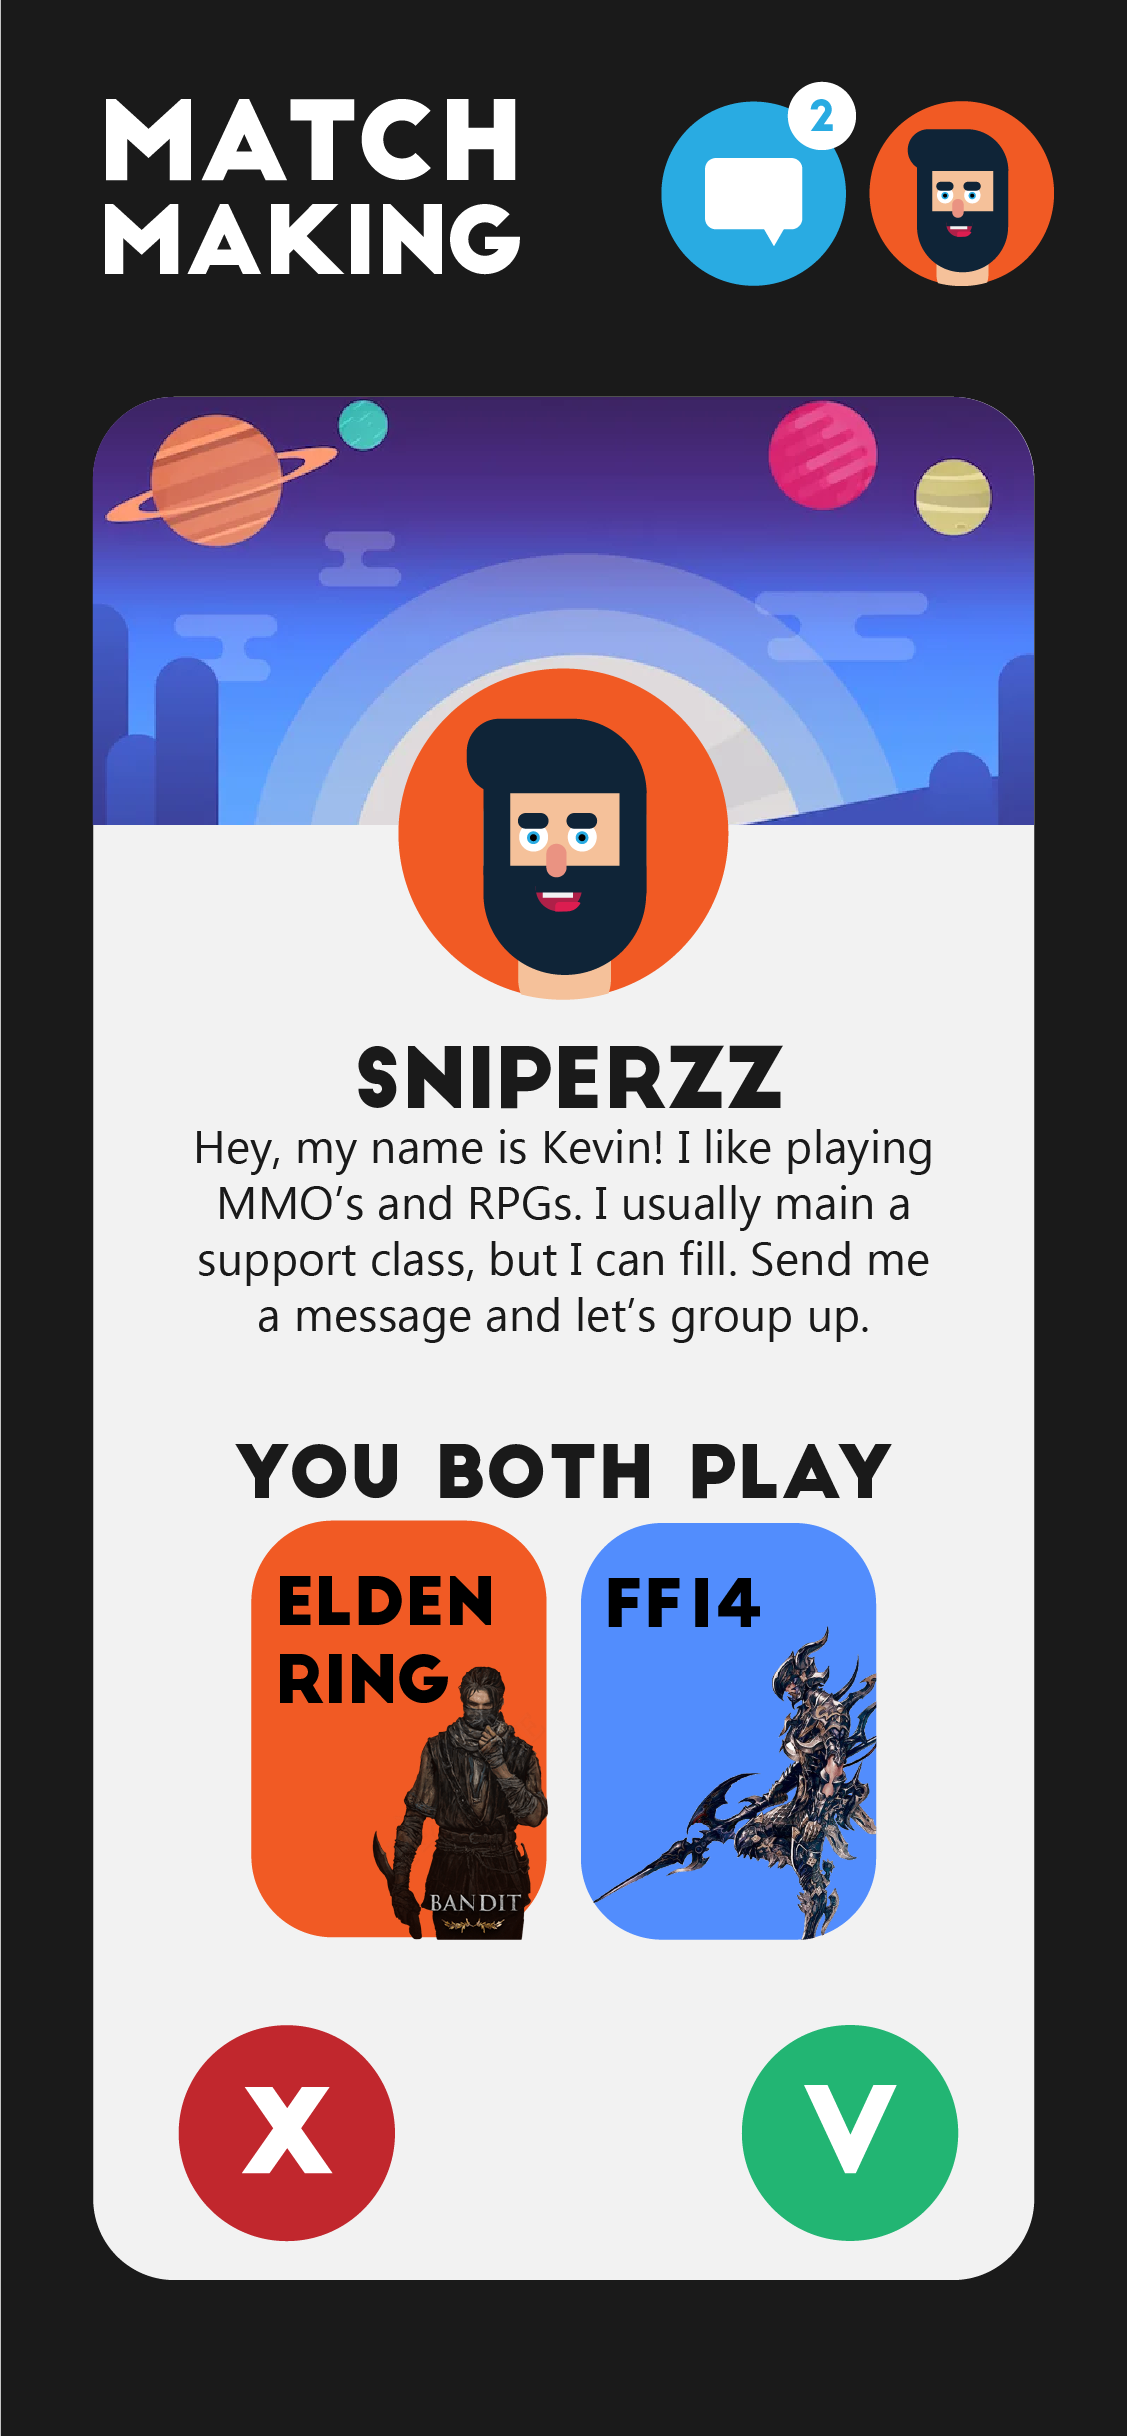 MATCH
MAKING
2
SNIPERZZ
Hey, my name is Kevin! I like playing
MMO's and RPGs. I usually main a
support class, but I can fill. Send me
a message and let's group up.
YOU BOTH PLAY
ELDEN
RING
BANDIT
FF14
X
V